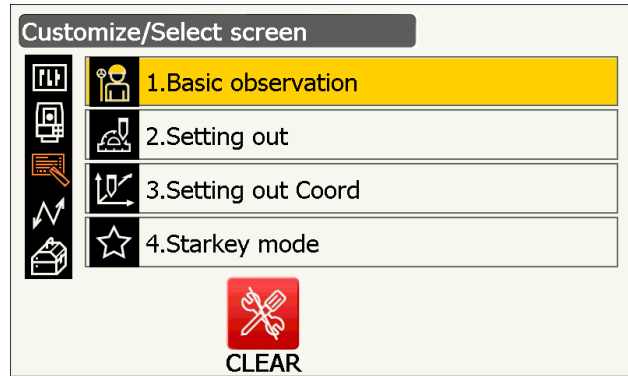 Customize/Select screen
1.Basic observation
2.Setting out
3.Setting out Coord
4.Starkey mode
CLEAR